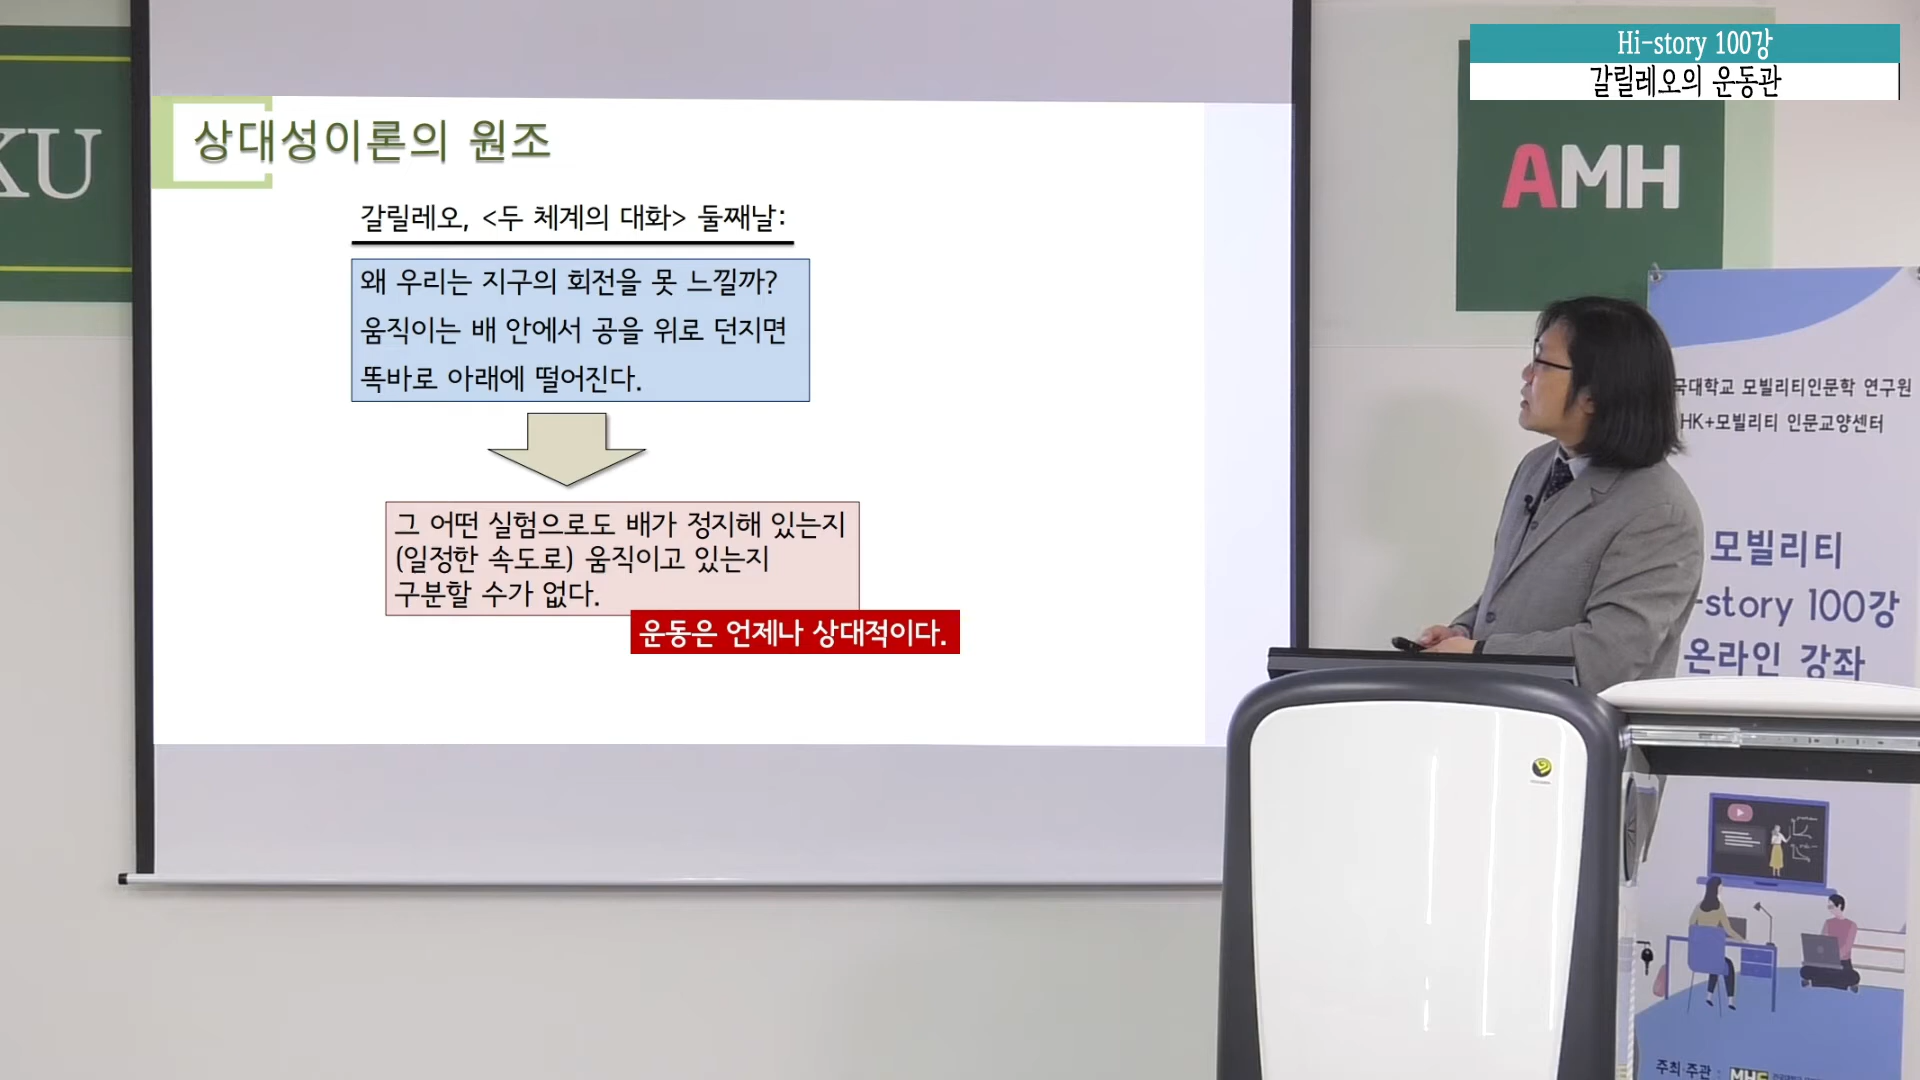 Hi-story 100강
갈릴레오의 운동관
KU
AMH
상대성이론의 원조
갈릴레오, <두 체계의 대화> 둘째날:
왜 우리는 지구의 회전을 못 느낄까?
움직이는 배 안에서 공을 위로 던지면
똑바로 아래에 떨어진다.
그 어떤 실험으로도 배가 정지해 있는지
(일정한 속도로) 움직이고 있는지
구분할 수가 없다.
운동은 언제나 상대적이다.
국대학교 모빌리티인문학 연구원
HK+모빌리티 인문교양센터
모빌리티
-story 100강
온라인 강좌
주최·주관 :